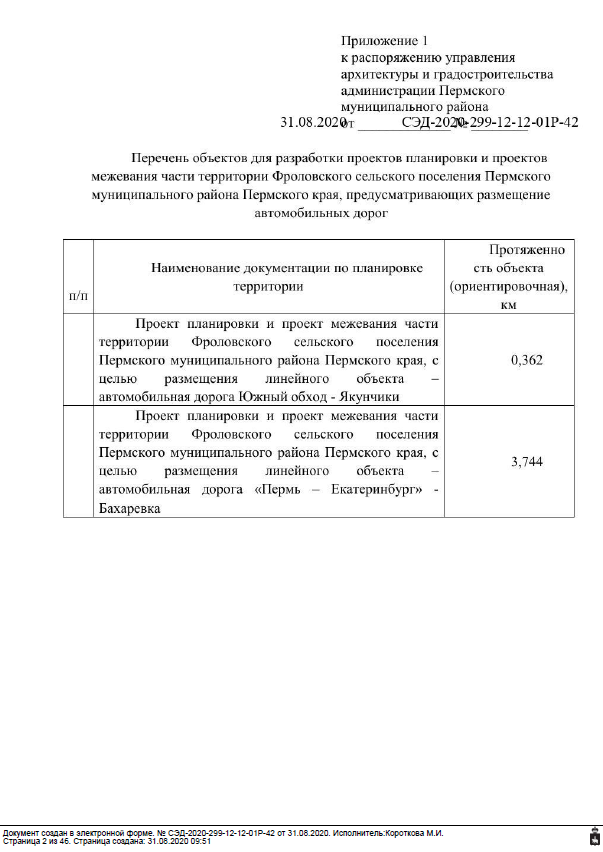 Приложение 1
к распоряжению управления
архитектуры и градостроительства
администрации Пермского
муниципального района
31.08.2020 от ____________ СЭД-2020-299-12-12-01Р-42 № ________
Перечень объектов для разработки проектов планировки и проектов
межевания части территории Фроловского сельского поселения Пермского
муниципального района Пермского края, предусматривающих размещение
автомобильных дорог
п/п
Наименование документации по планировке
территории
Протяженно
сть объекта
(ориентировочная),
км
Проект планировки и проект межевания части
территории Фроловского сельского поселения
Пермского муниципального района Пермского края, с
целью размещения линейного объекта –
автомобильная дорога Южный обход - Якунчики
0,362
Проект планировки и проект межевания части
территории Фроловского сельского поселения
Пермского муниципального района Пермского края, с
целью размещения линейного объекта –
автомобильная дорога «Пермь – Екатеринбург» -
Бахаревка
3,744
Документ создан в электронной форме. № СЭД-2020-299-12-12-01Р-42 от 31.08.2020. Исполнитель:Короткова М.И.
Страница 2 из 46. Страница создана: 31.08.2020 09:51